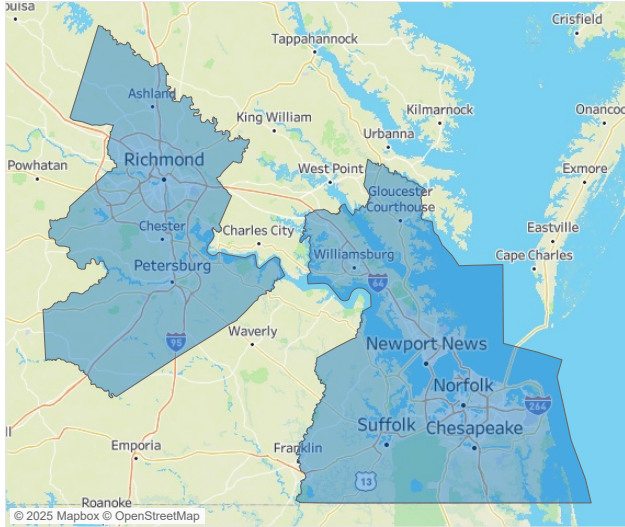 Crisfield
Tappahannock
Ashland
Kilmarnock
Onancoc
King William
Urbanna
Richmond
Powhatan
West Point
Exmore
Gloucester
Courthouse
Chester
Charles City
Eastville
Williamsburg
Cape Charles
Petersburg
64
Waverly
95
Newport News
Norfolk
264
Suffolk
Chesapeake
Emporia
Franklin
13
Roanoke
© 2025 Mapbox © OpenStreetMap